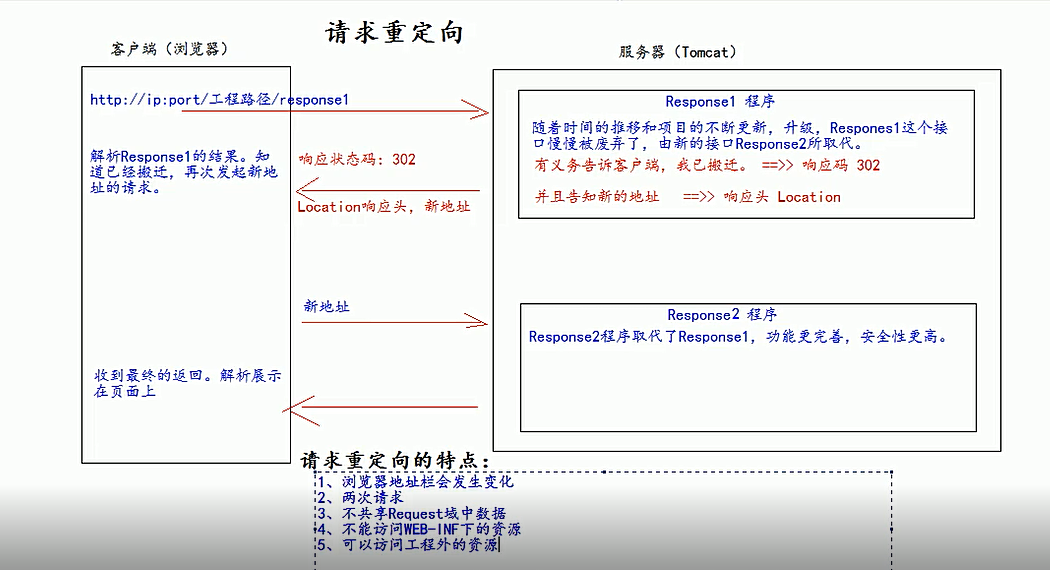 请求重定向
客户端（浏览器）
服务器（Tomcat）
http://ip:port/工程路径/response1
解析Response1的结果。知
道已经搬迁，再次发起新地
址的请求。
响应状态码：302
Location响应头，新地址
Response1 程序
随着时间的推移和项目的不断更新，升级，Respones1这个接
口慢慢被废弃了，由新的接口Response2所取代。
有义务告诉客户端，我已搬迁。 ==>> 响应码 302
并且告知新的地址 ==>> 响应头 Location
新地址
Response2 程序
Response2程序取代了Response1，功能更完善，安全性更高。
收到最终的返回。解析展示
在页面上
请求重定向的特点：
1、浏览器地址栏会发生变化
2、两次请求
3、不共享Request域中数据
4、不能访问WEB-INF下的资源
5、可以访问工程外的资源